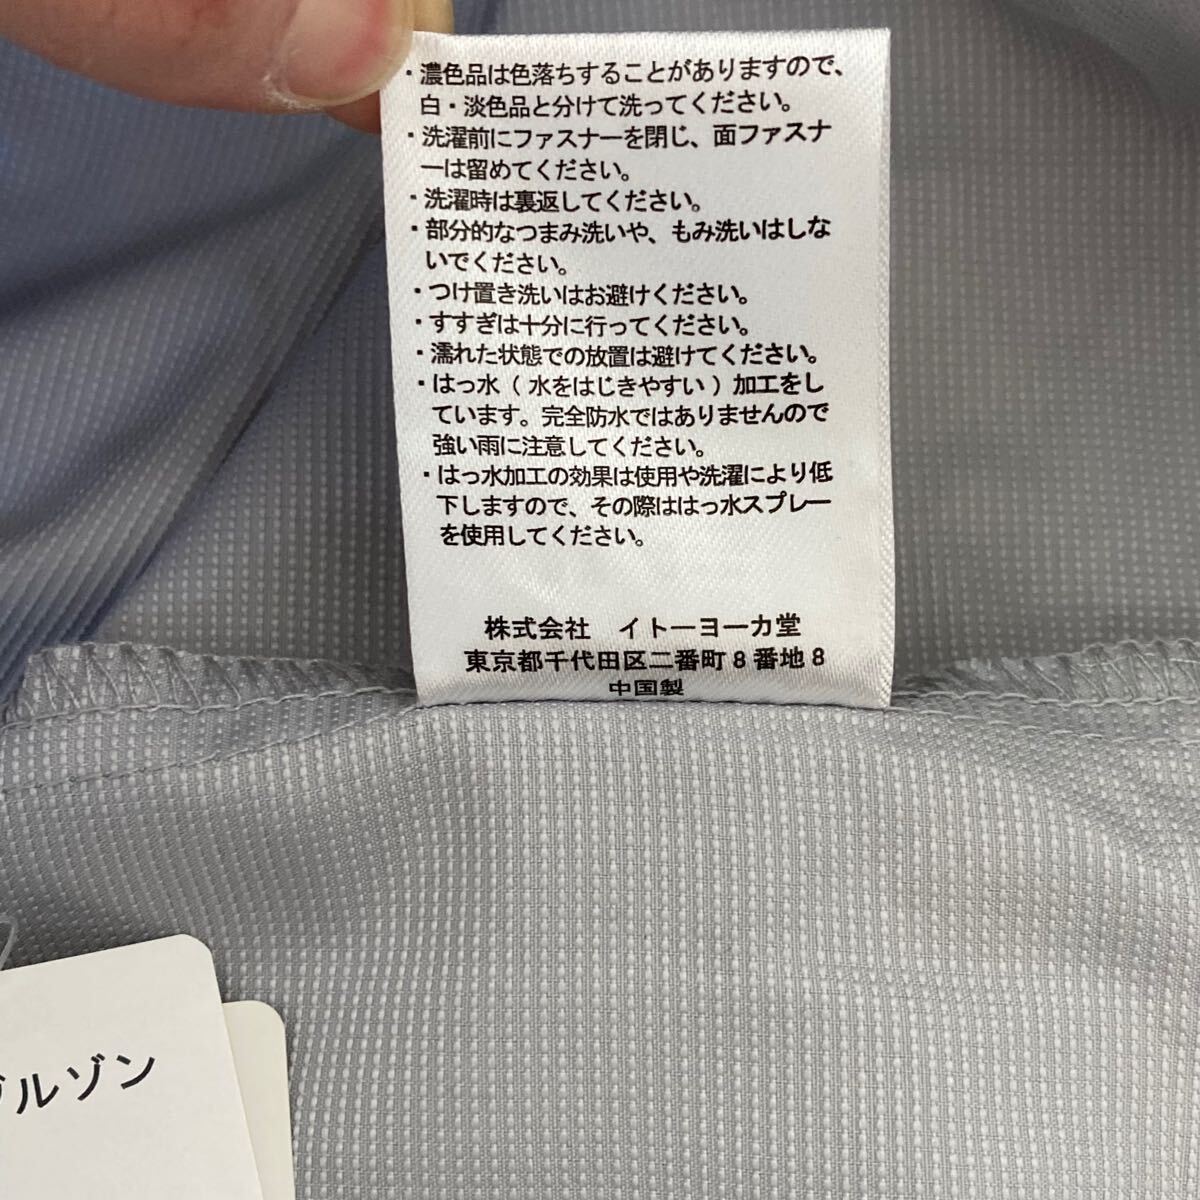 ・濃色品は色落ちすることがありますので、
白・淡色品と分けて洗ってください。
・洗濯前にファスナーを閉じ、面ファスナ
ーは留めてください。
・洗濯時は裏返してください。
・部分的なつまみ洗いや、もみ洗いはしな
いでください。
・つけ置き洗いはお避けください。
・すすぎは十分に行ってください。
・濡れた状態での放置は避けてください。
・はっ水（水をはじきやすい）加工をし
ています。完全防水ではありませんので
強い雨に注意してください。
・はっ水加工の効果は使用や洗濯により低
下しますので、その際ははっ水スプレー
を使用してください。
株式会社　イトーヨーカ堂
東京都千代田区二番町8番地8
中国製
ブルゾン